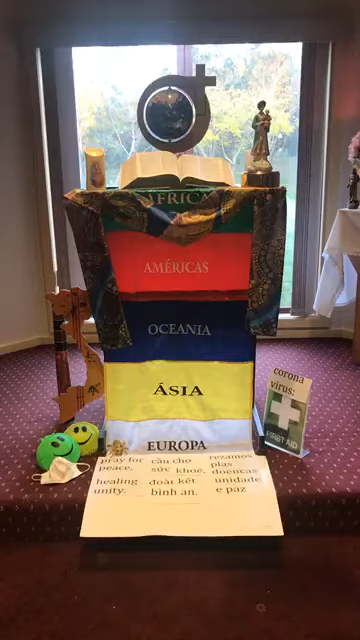 AFRICA
AMÉRICAS
OCEANIA
ÁSIA
EUROPA
corona
virus:
FIRST AID
pray for
peace,
healing
unity.
cầu cho
sức khoẻ,
đoàn kết
bình an.
rezamos
plas
doencas
unidade
e paz